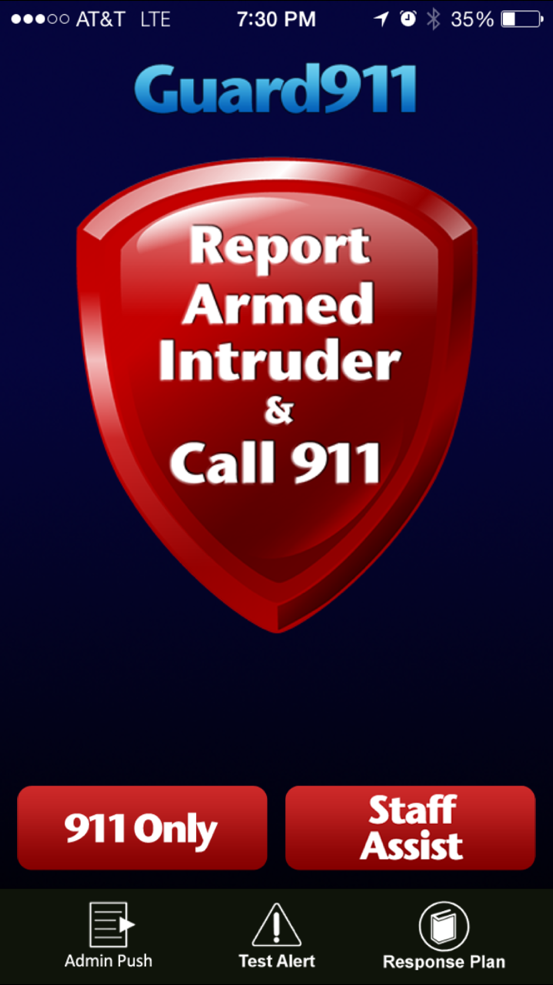 AT&T LTE 7:30 PM 35%
Guard911
Report
Armed
Intruder
&
Call 911
911 Only
Staff
Assist
Admin Push
Test Alert
Response Plan